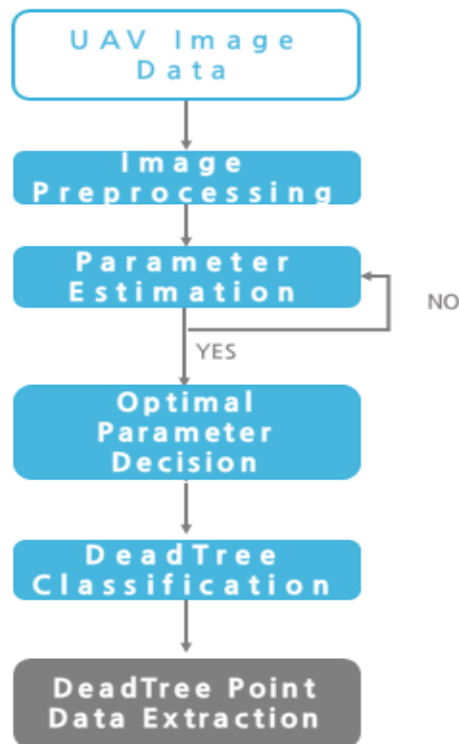 UAV Image
Data
Image
Preprocessing
Parameter
Estimation
NO
YES
Optimal
Parameter
Decision
DeadTree
Classification
DeadTree Point
Data Extraction